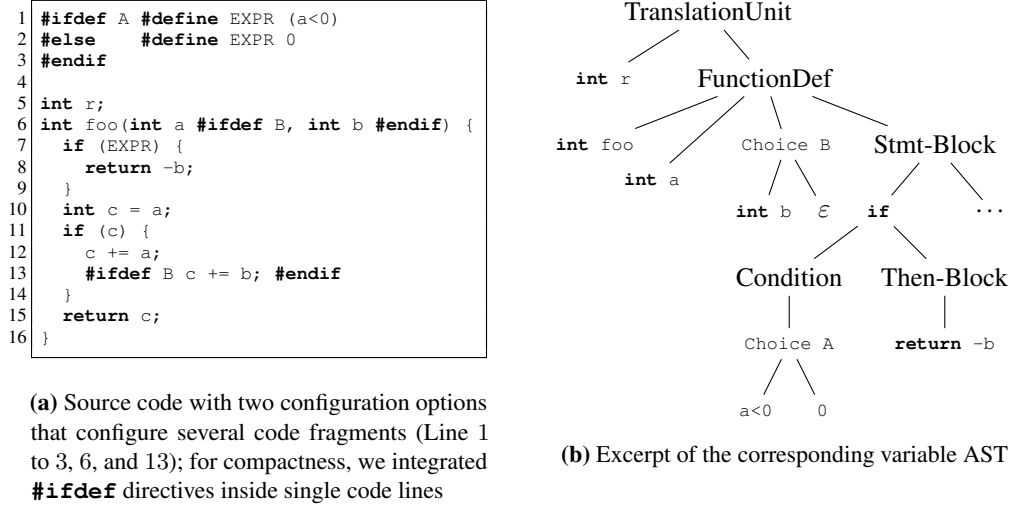 1 #ifdef A #define EXPR (a<0)
2 #else    #define EXPR 0
3 #endif
4
5 int r;
6 int foo(int a #ifdef B, int b #endif) {
7   if (EXPR) {
8     return -b;
9   }
10   int c = a;
11   if (c) {
12     c += a;
13     #ifdef B c += b; #endif
14   }
15   return c;
16 }
(a) Source code with two configuration options
that configure several code fragments (Line 1
to 3, 6, and 13); for compactness, we integrated
#ifdef directives inside single code lines
TranslationUnit
int r FunctionDef
int foo Choice B Stmt-Block
int a
int b ε if ···
Condition Then-Block
Choice A return -b
a<0 0
(b) Excerpt of the corresponding variable AST